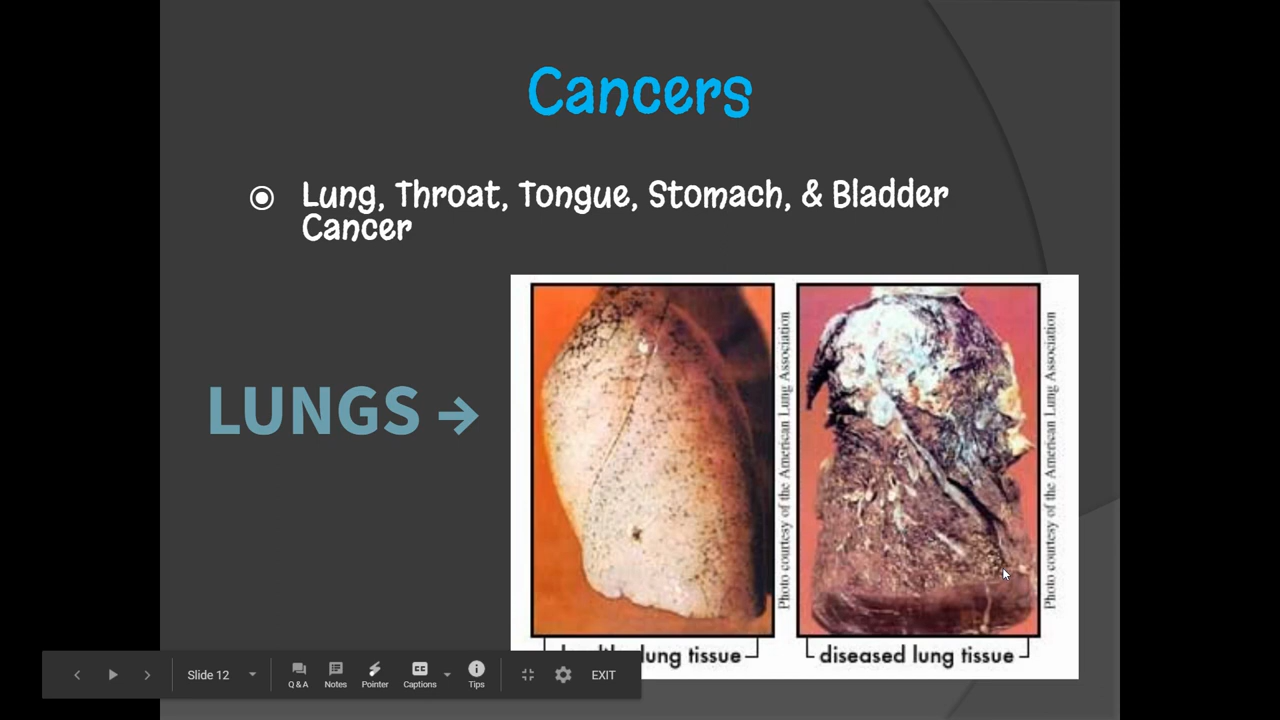 Cancers
Lung, Throat, Tongue, Stomach, & Bladder
Cancer
LUNGS →
Photo courtesy of the American Lung Association
Photo courtesy of the American Lung Association
lung tissue
diseased lung tissue
Slide 12
Q & A
Notes
Pointer
CC
Captions
Tips
EXIT